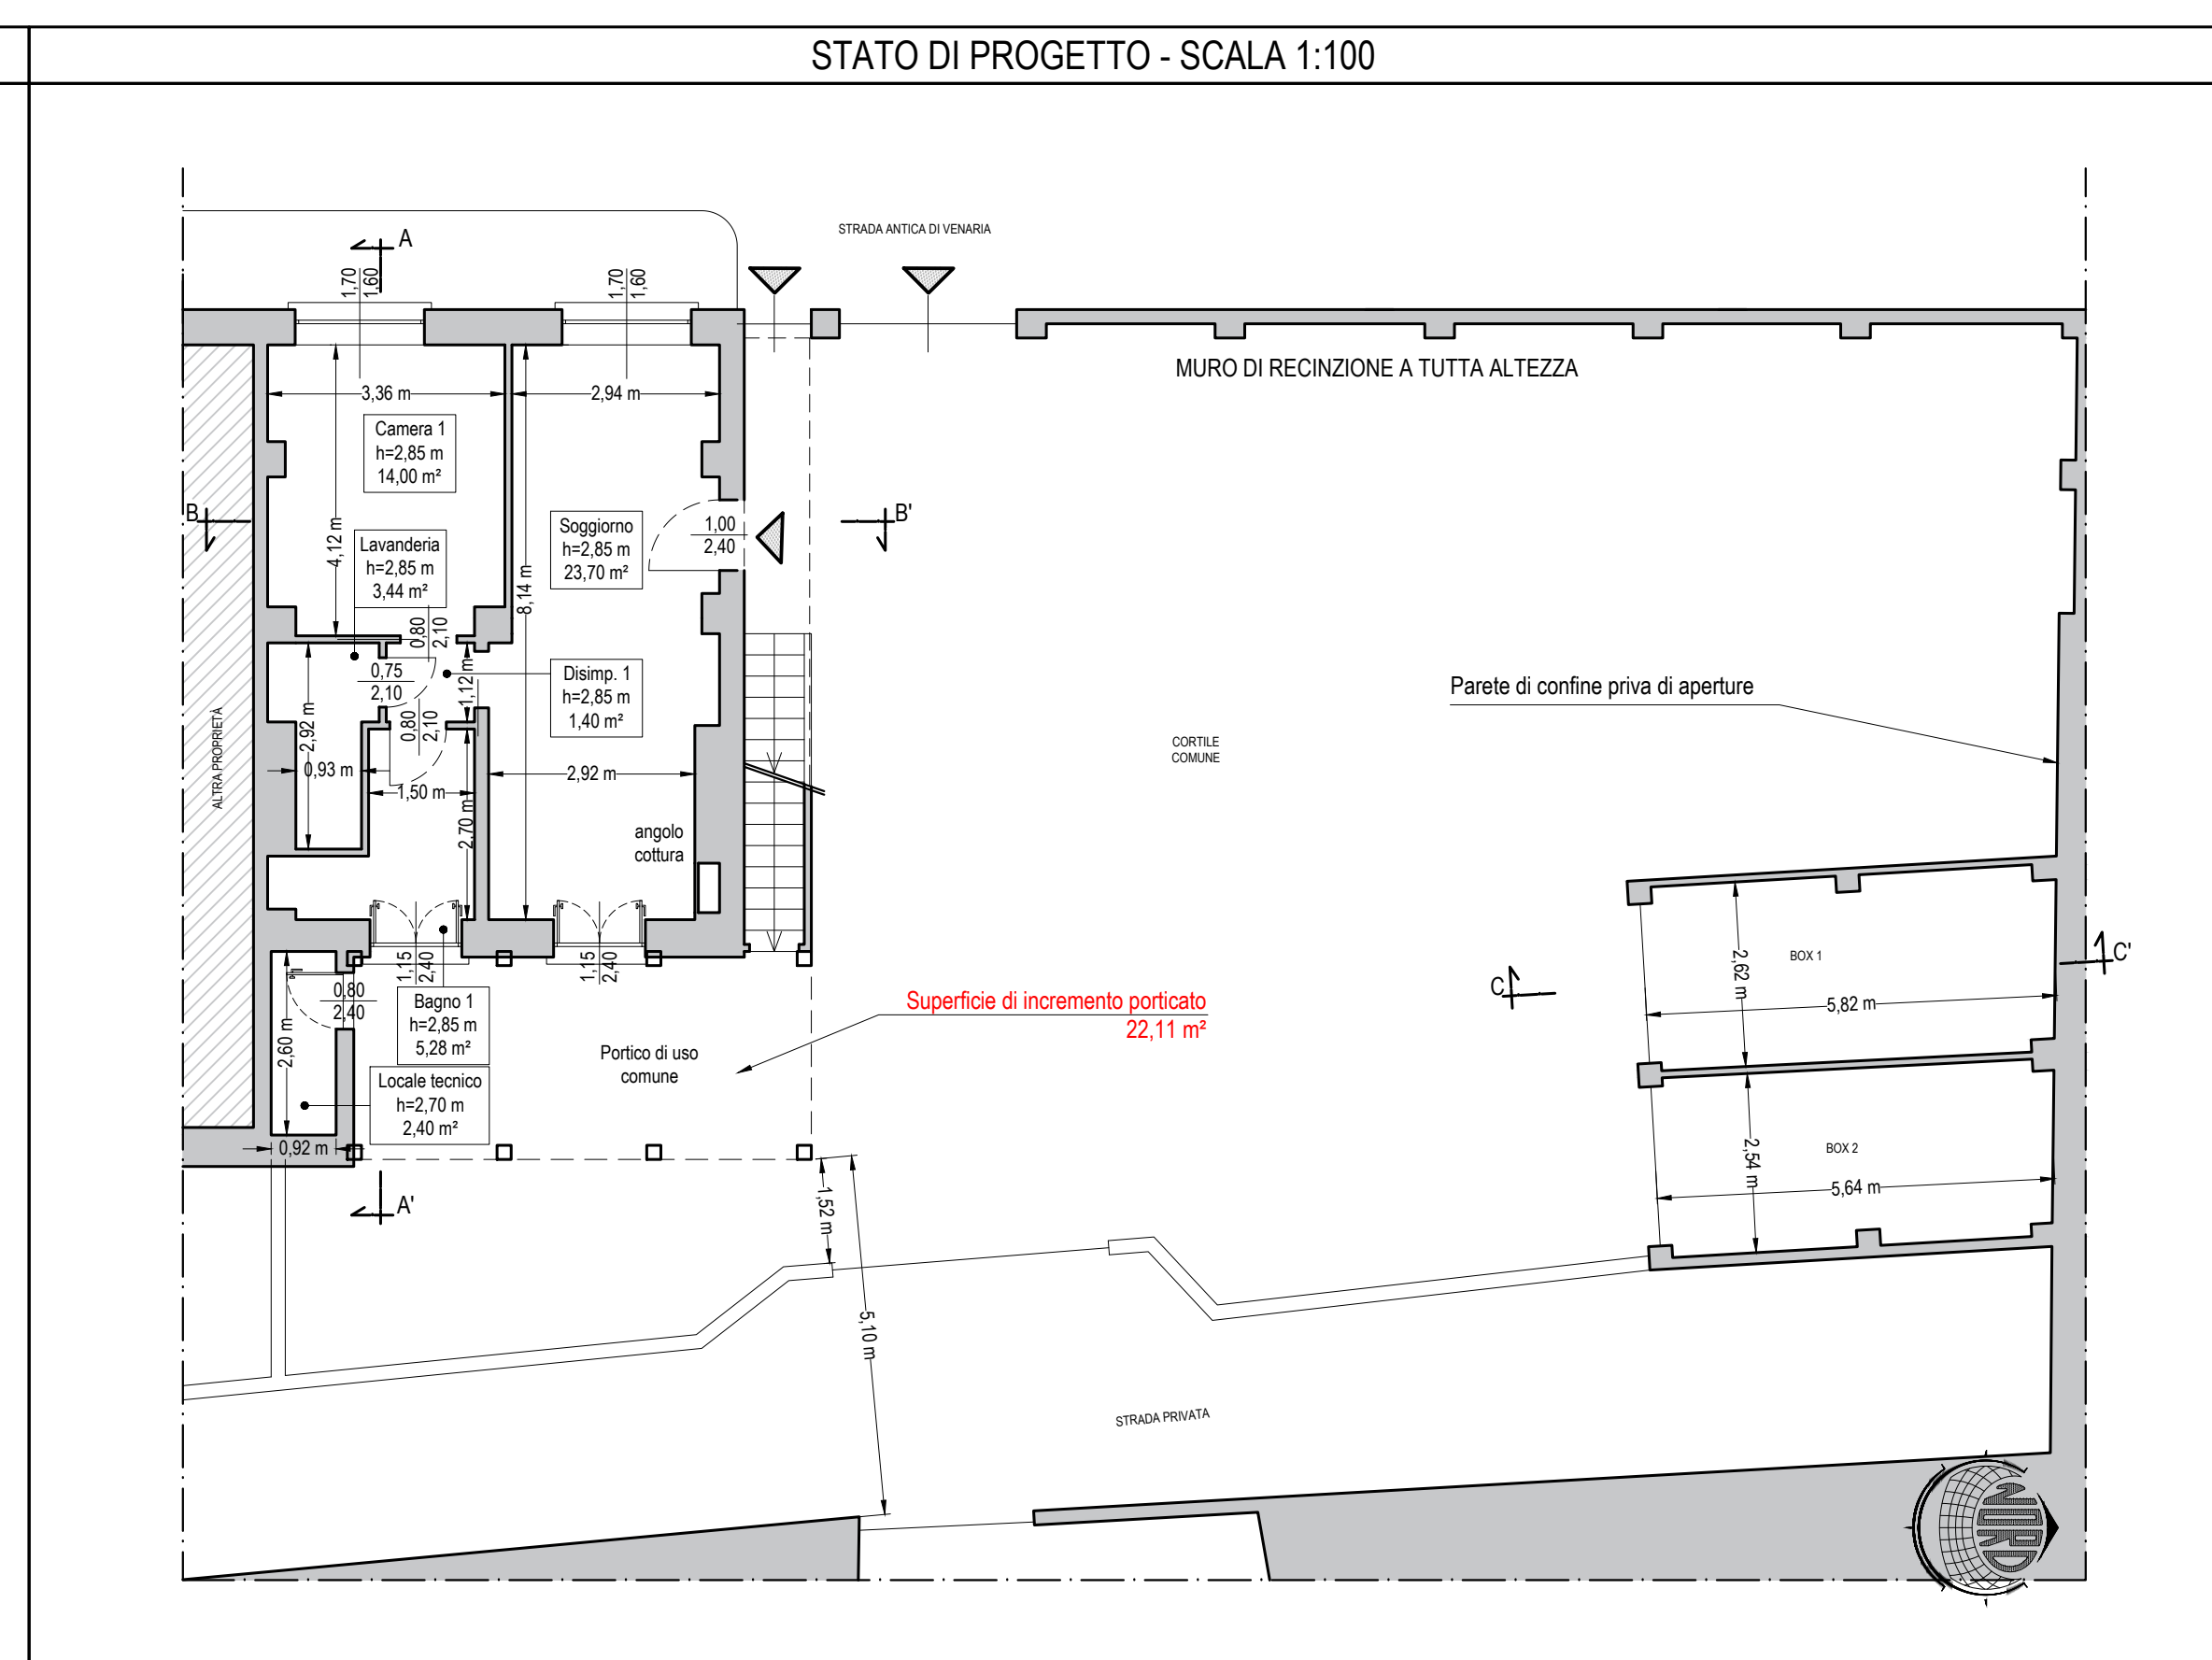 STATO DI PROGETTO - SCALA 1:100
STRADA ANTICA DI VENARIA
A
1,70
1,60
1,70
1,60
MURO DI RECINZIONE A TUTTA ALTEZZA
3,36 m
2,94 m
Camera 1
h=2,85 m
14,00 m²
B
B'
4,12 m
Lavanderia
h=2,85 m
3,44 m²
Soggiorno
h=2,85 m
23,70 m²
1,00
2,40
8,14 m
0,80
2,10
0,75
2,10
1,12 m
Disimp. 1
h=2,85 m
1,40 m²
Parete di confine priva di aperture
0,80
2,10
2,92 m
ALTRA PROPRIETÀ
CORTILE
COMUNE
0,93 m
1,50 m
2,92 m
2,70 m
angolo
cottura
1,15
2,40
1,15
2,40
0,80
2,40
Bagno 1
h=2,85 m
5,28 m²
2,60 m
Locale tecnico
h=2,70 m
2,40 m²
0,92 m
Portico di uso
comune
Superficie di incremento porticato
22,11 m²
C
C'
BOX 1
2,62 m
5,82 m
BOX 2
2,54 m
5,64 m
A'
1,52 m
5,10 m
STRADA PRIVATA
NORD